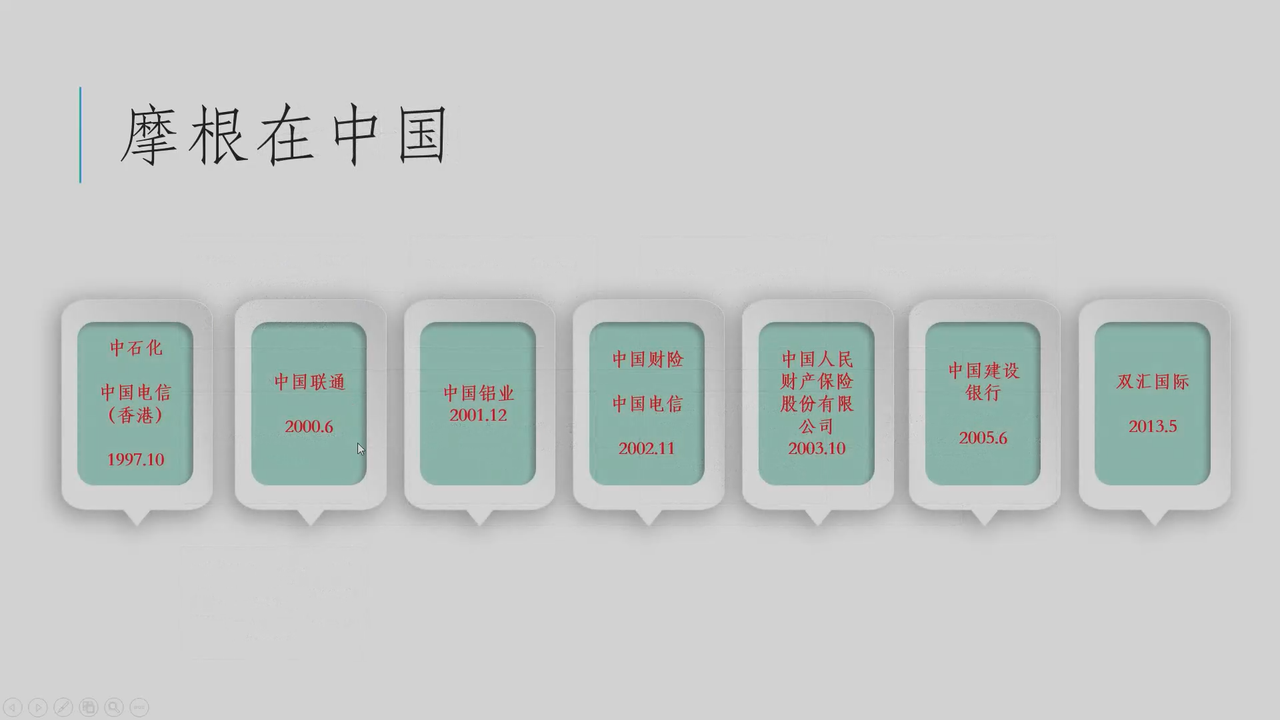 摩根在中国
中石化
中国电信
（香港）
1997.10
中国联通
2000.6
中国铝业
2001.12
中国财险
中国电信
2002.11
中国人民
财产保险
股份有限
公司
2003.10
中国建设
银行
2005.6
双汇国际
2013.5